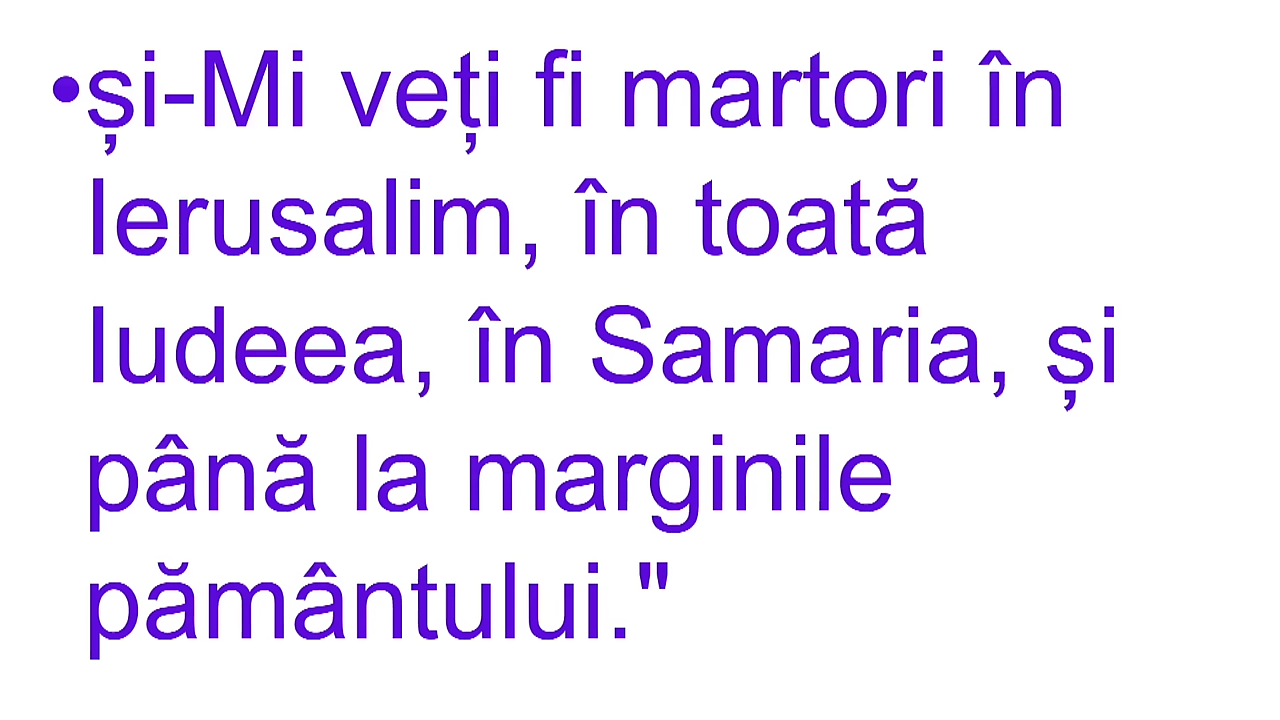 •și-Mi veți fi martori în
Ierusalim, în toată
Iudeea, în Samaria, și
până la marginile
pământului."